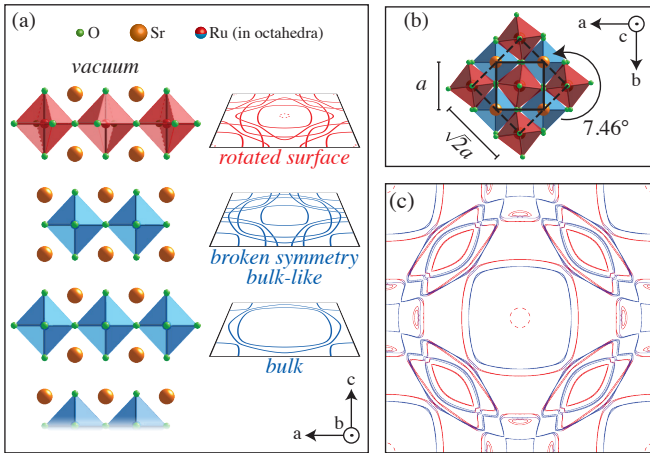 (a)
O
Sr
Ru (in octahedra)
vacuum
rotated surface
broken symmetry
bulk-like
bulk
c
b
a
(b)
a
c
b
a
√2a
7.46°
(c)